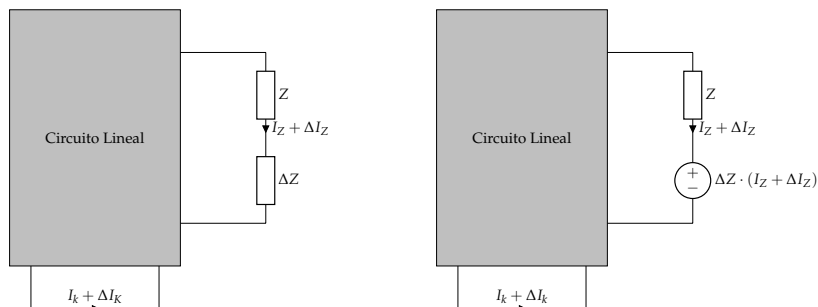 Circuito Lineal
Z
I_Z + ΔI_Z
ΔZ
I_k + ΔI_K
Circuito Lineal
Z
I_Z + ΔI_Z
+
−
ΔZ · (I_Z + ΔI_Z)
I_k + ΔI_k